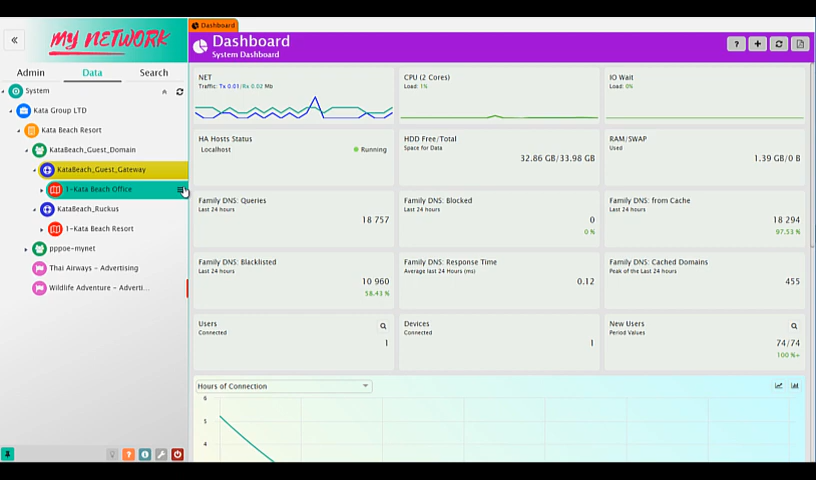 my network
Admin Data Search
System
Kata Group LTD
Kata Beach Resort
KataBeach_Guest_Domain
KataBeach_Guest_Gateway
1-Kata Beach Office
KataBeach_Ruckus
1-Kata Beach Resort
pppoe-mynet
Thai Airways - Advertising
Wildlife Adventure - Adverti...
Dashboard
Dashboard
System Dashboard
NET
Traffic: Tx 0.01/Rx 0.02 Mb
CPU (2 Cores)
Load: 1%
IO Wait
Load: 0%
HA Hosts Status
Localhost Running
HDD Free/Total
Space for Data
32.86 GB/33.98 GB
RAM/SWAP
Used
1.39 GB/0 B
Family DNS: Queries
Last 24 hours
18 757
Family DNS: Blocked
Last 24 hours
0
0 %
Family DNS: from Cache
Last 24 hours
18 294
97.53 %
Family DNS: Blacklisted
Last 24 hours
10 960
58.43 %
Family DNS: Response Time
Average last 24 Hours (ms)
0.12
Family DNS: Cached Domains
Peak of the Last 24 hours
455
Users
Connected
1
Devices
Connected
1
New Users
Period Values
74/74
100 %+
Hours of Connection
6
5
4